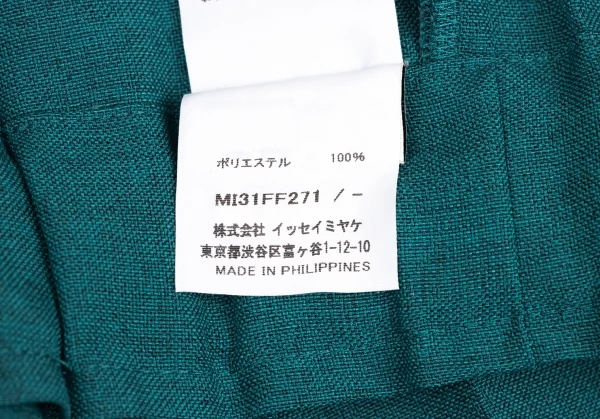 ポリエステル 100%
MI31FF271 / -
株式会社 イッセイミヤケ
東京都渋谷区富ヶ谷1-12-10
MADE IN PHILIPPINES